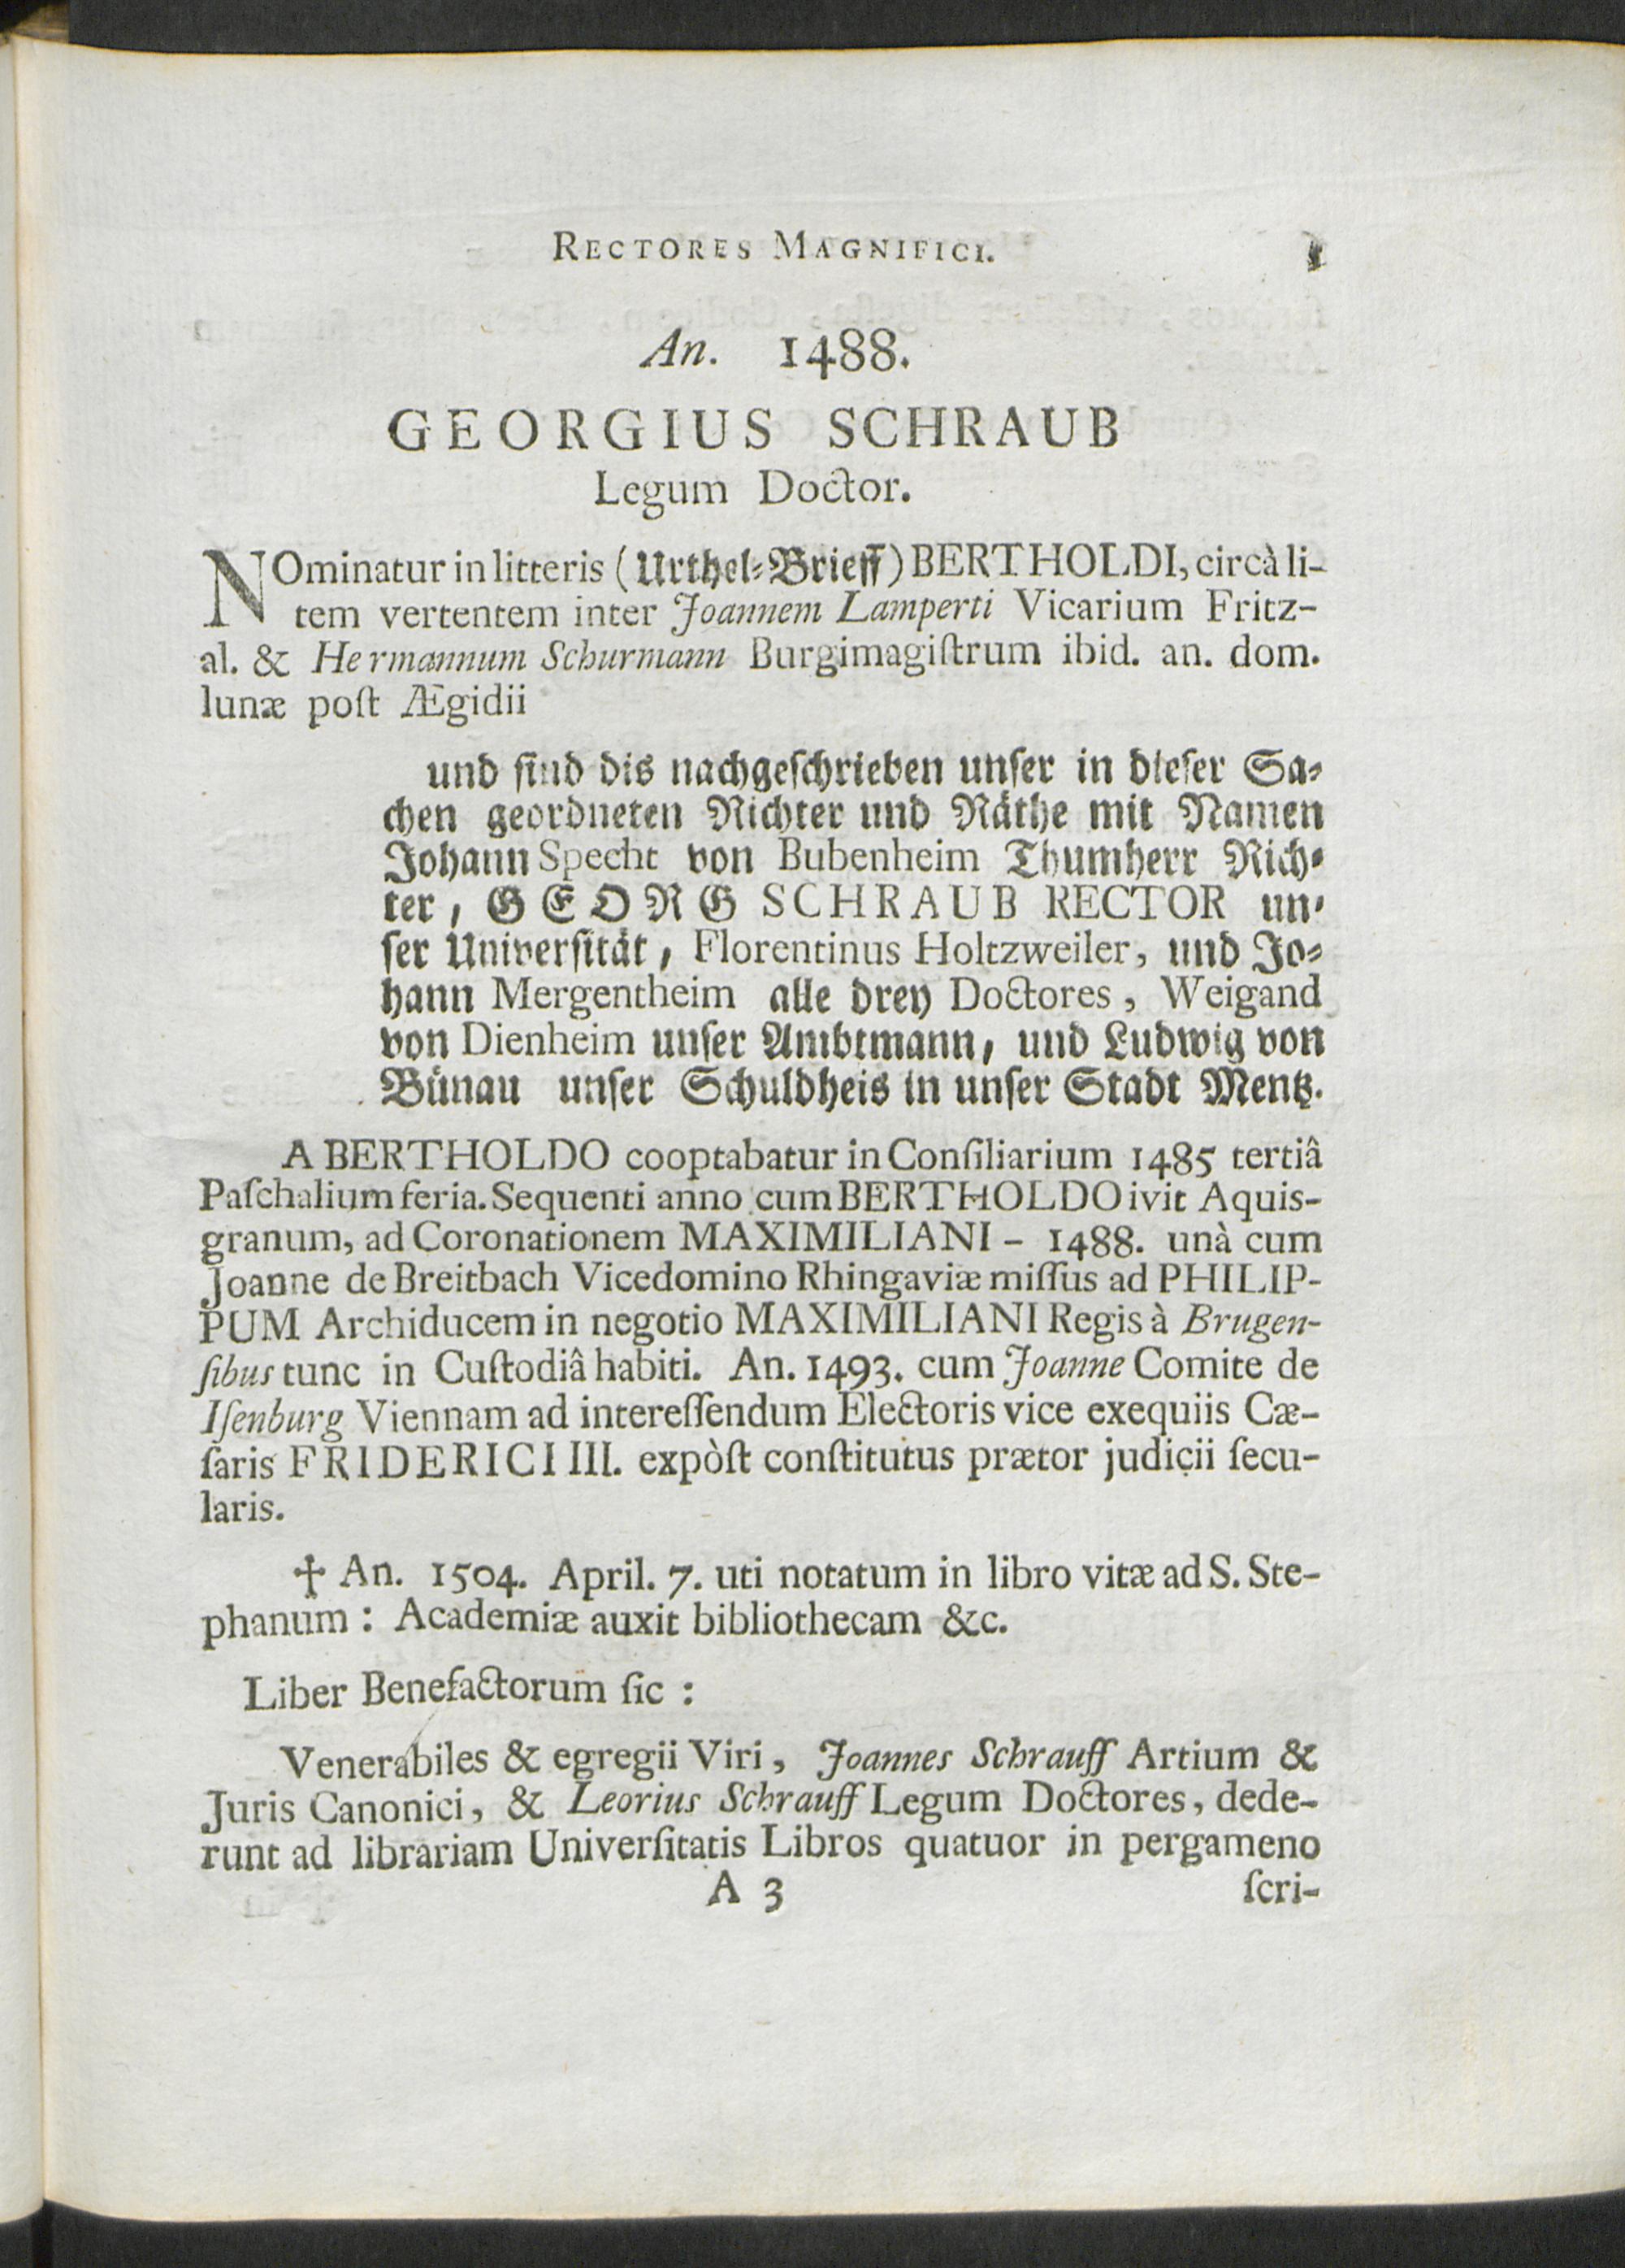 RECTORES MAGNIFICI.
An. 1488.
GEORGIUS SCHRAUB
Legum Doctor.
NOminatur in litteris (Urthel-Brieff) BERTHOLDI, circà li-
tem vertentem inter Joannem Lamperti Vicarium Fritz-
al. & Hermannum Schurmann Burgimagiſtrum ibid. an. dom.
lunæ poſt Ægidii
und ſind dis nachgeſchrieben unſer in dieſer Sa-
chen geordneten Richter und Räthe mit Namen
Johann Specht von Bubenheim Thumherr Rich-
ter, GEORG SCHRAUB RECTOR un-
ſer Univerſität, Florentinus Holtzweiler, und Jo-
hann Mergentheim alle drey Doctores, Weigand
von Dienheim unſer Ambtmann, und Ludwig von
Bünau unſer Schuldheis in unſer Stadt Mentz.
A BERTHOLDO cooptabatur in Conſiliarium 1485 tertiâ
Paſchalium feria. Sequenti anno cum BERTHOLDO ivit Aquis-
granum, ad Coronationem MAXIMILIANI - 1488. unà cum
Joanne de Breitbach Vicedomino Rhingaviæ miſſus ad PHILIP-
PUM Archiducem in negotio MAXIMILIANI Regis à Brugen-
ſibus tunc in Cuſtodiâ habiti. An. 1493. cum Joanne Comite de
Iſenburg Viennam ad intereſſendum Electoris vice exequiis Cæ-
ſaris FRIDERICI III. expòſt conſtitutus prætor judicii ſecu-
laris.
✝ An. 1504. April. 7. uti notatum in libro vitæ ad S. Ste-
phanum: Academiæ auxit bibliothecam &c.
Liber Benefactorum ſic:
Venerabiles & egregii Viri, Joannes Schrauff Artium &
Juris Canonici, & Leorius Schrauff Legum Doctores, dede-
runt ad librariam Univerſitatis Libros quatuor in pergameno
A 3 ſcri-